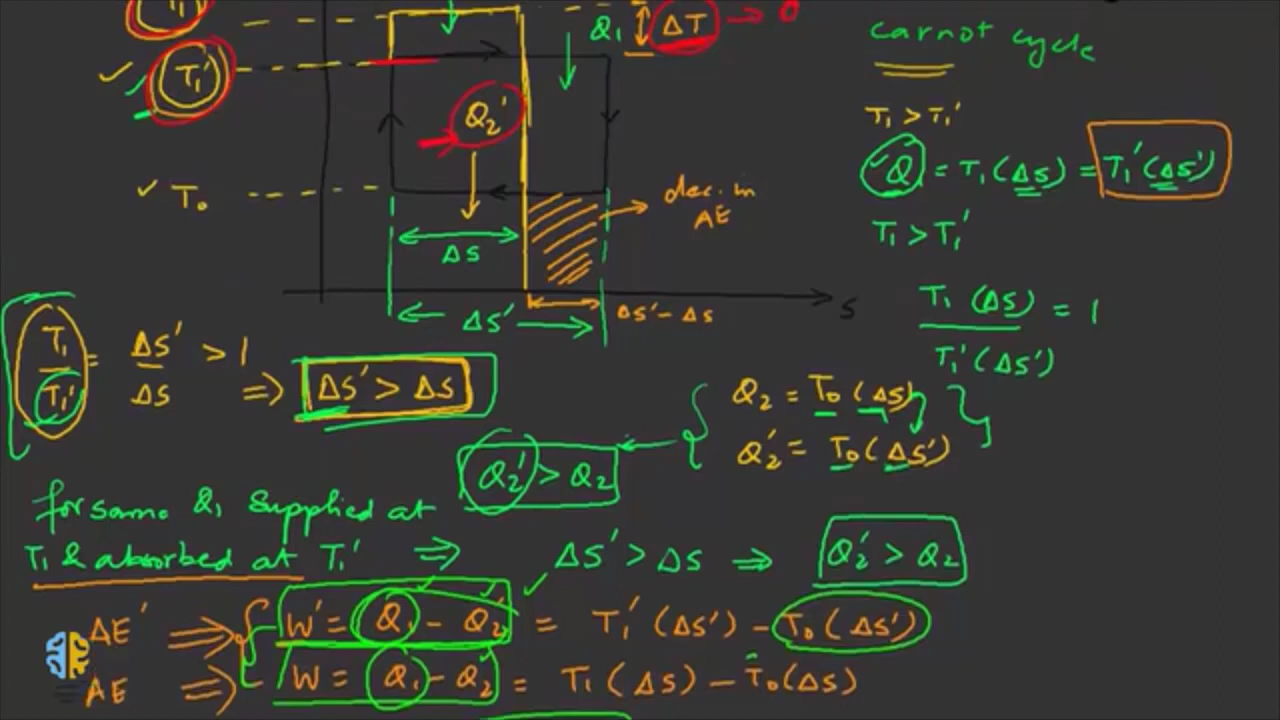 T₁
Q₁ ΔT → 0
carnot cycle
T₁'
T₁ > T₁'
Q₂'
Q = T₁(Δs) = T₁'(Δs')
T₀
dec. in
AE
T₁ > T₁'
Δs
T₁(Δs) / T₁'(Δs') = 1
Δs' Δs'-Δs S
T₁/T₁' = Δs'/Δs > 1 ⇒ Δs' > Δs
Q₂ = T₀(Δs)
Q₂' = T₀(Δs')
Q₂' > Q₂
for same Q₁ supplied at
T₁ & absorbed at T₁' ⇒ Δs' > Δs ⇒ Q₂' > Q₂
AE' ⇒ W' = Q₁ - Q₂' = T₁'(Δs') - T₀(Δs')
AE ⇒ W = Q₁ - Q₂ = T₁(Δs) - T₀(Δs)